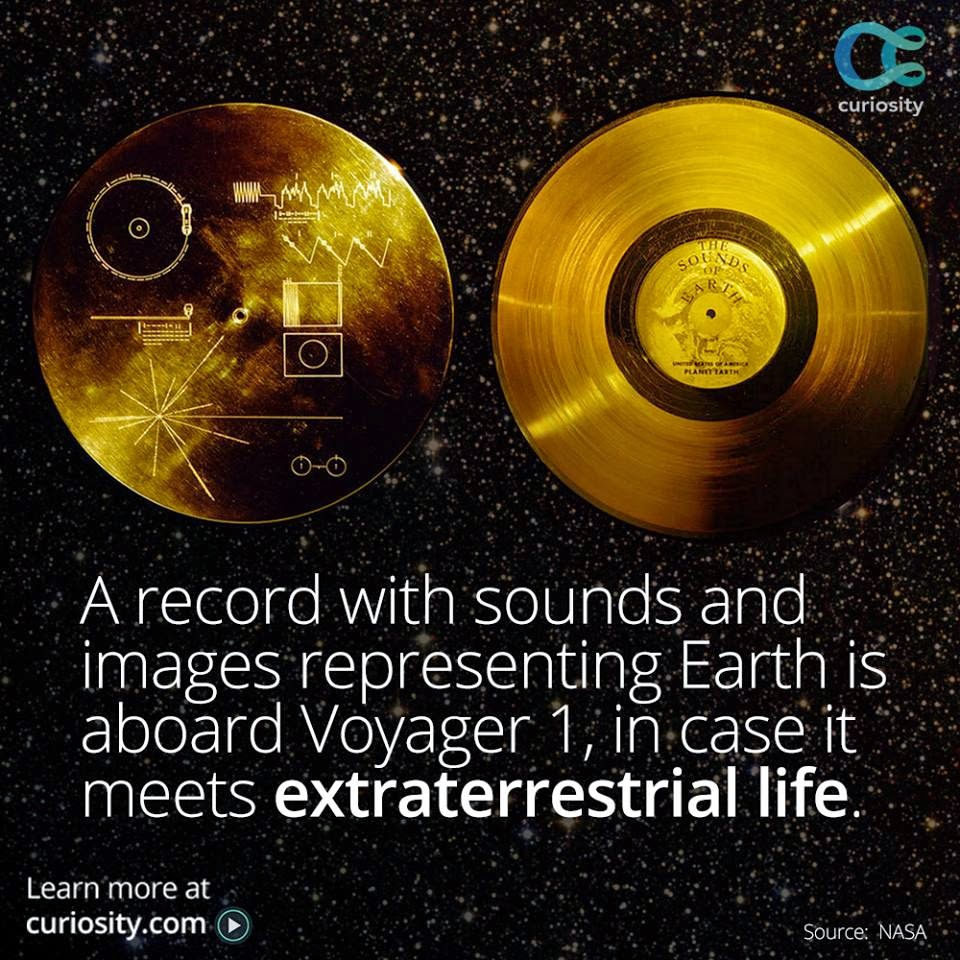 curiosity
THE
SOUNDS
OF
EARTH
UNITED STATES OF AMERICA
PLANET EARTH
A record with sounds and
images representing Earth is
aboard Voyager 1, in case it
meets extraterrestrial life.
Learn more at
curiosity.com
Source: NASA